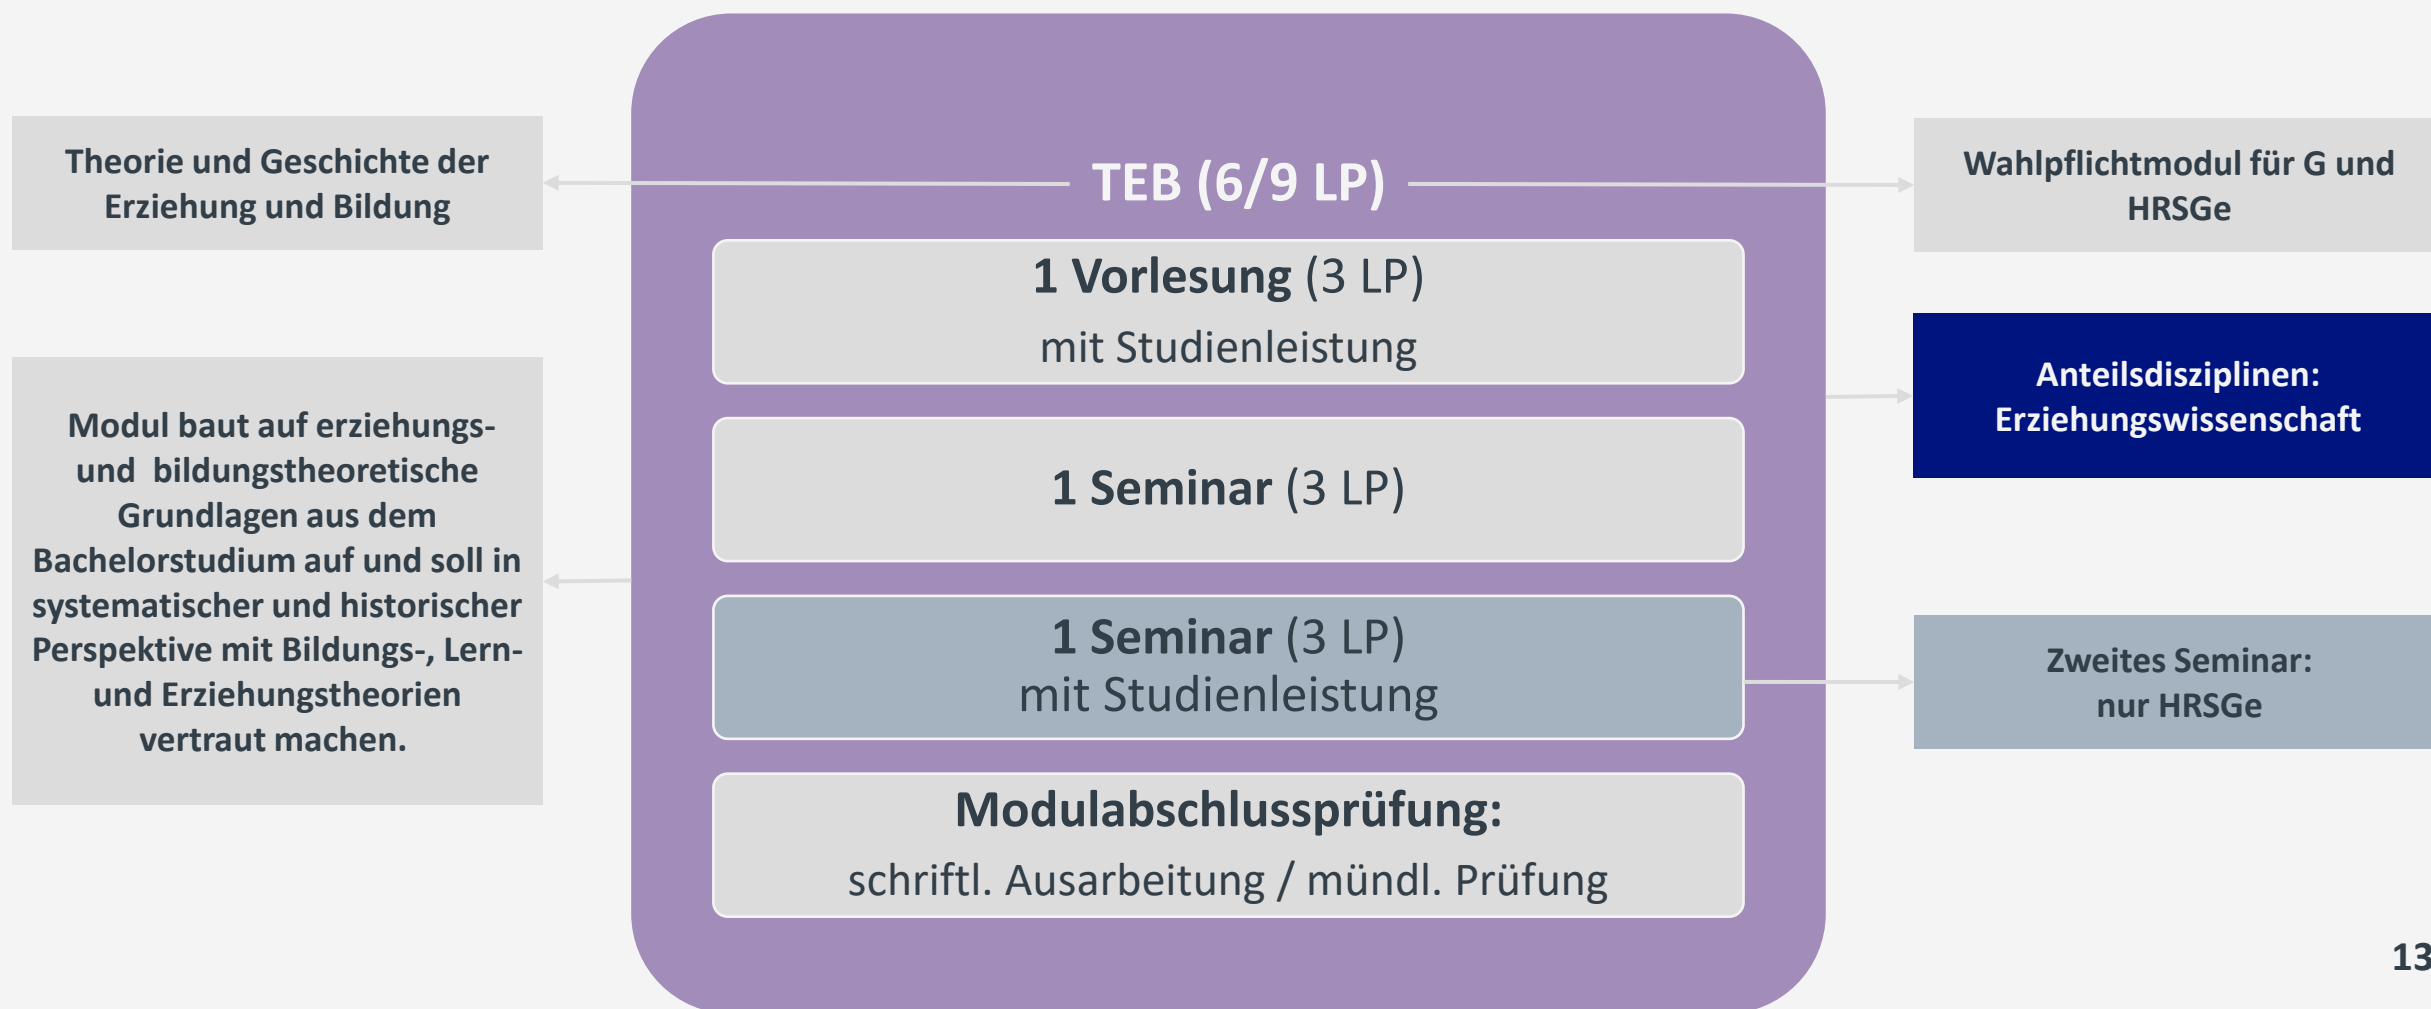 Theorie und Geschichte der
Erziehung und Bildung
Modul baut auf erziehungs-
und bildungstheoretische
Grundlagen aus dem
Bachelorstudium auf und soll in
systematischer und historischer
Perspektive mit Bildungs-, Lern-
und Erziehungstheorien
vertraut machen.
TEB (6/9 LP)
1 Vorlesung (3 LP)
mit Studienleistung
1 Seminar (3 LP)
1 Seminar (3 LP)
mit Studienleistung
Modulabschlussprüfung:
schriftl. Ausarbeitung / mündl. Prüfung
Wahlpflichtmodul für G und
HRSGe
Anteilsdisziplinen:
Erziehungswissenschaft
Zweites Seminar:
nur HRSGe
13